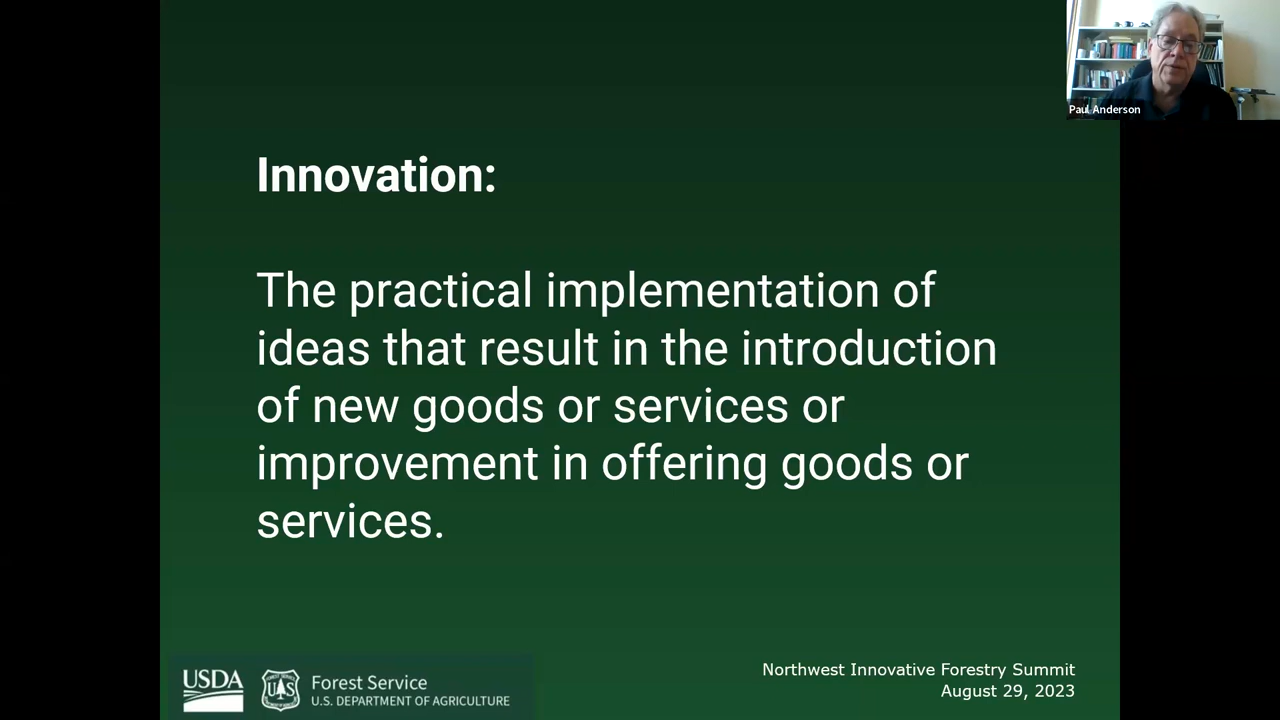 Paul Anderson
Innovation:
The practical implementation of
ideas that result in the introduction
of new goods or services or
improvement in offering goods or
services.
USDA
Forest Service
U.S. DEPARTMENT OF AGRICULTURE
Northwest Innovative Forestry Summit
August 29, 2023